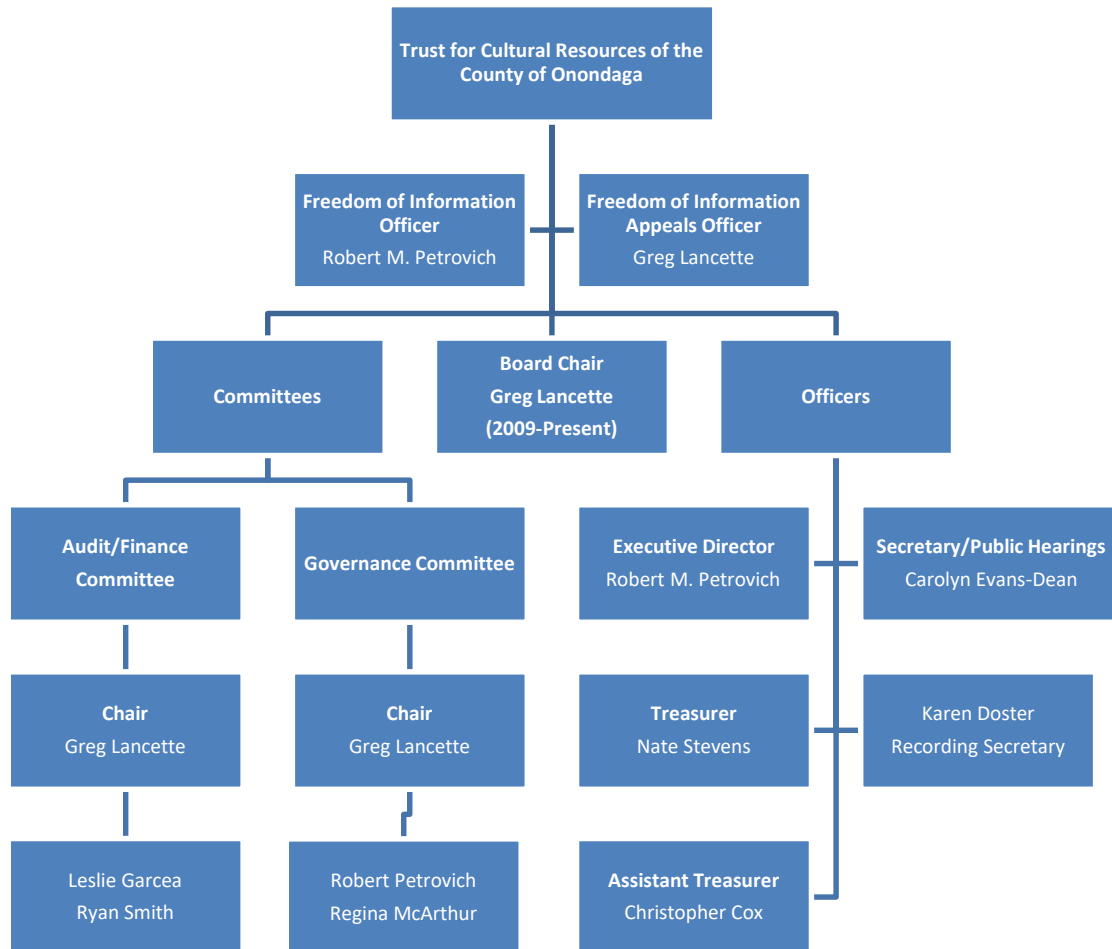 Trust for Cultural Resources of the
County of Onondaga
Freedom of Information
Officer
Robert M. Petrovich
Freedom of Information
Appeals Officer
Greg Lancette
Committees
Board Chair
Greg Lancette
(2009-Present)
Officers
Audit/Finance
Committee
Governance Committee
Executive Director
Robert M. Petrovich
Secretary/Public Hearings
Carolyn Evans-Dean
Chair
Greg Lancette
Chair
Greg Lancette
Treasurer
Nate Stevens
Karen Doster
Recording Secretary
Leslie Garcea
Ryan Smith
Robert Petrovich
Regina McArthur
Assistant Treasurer
Christopher Cox